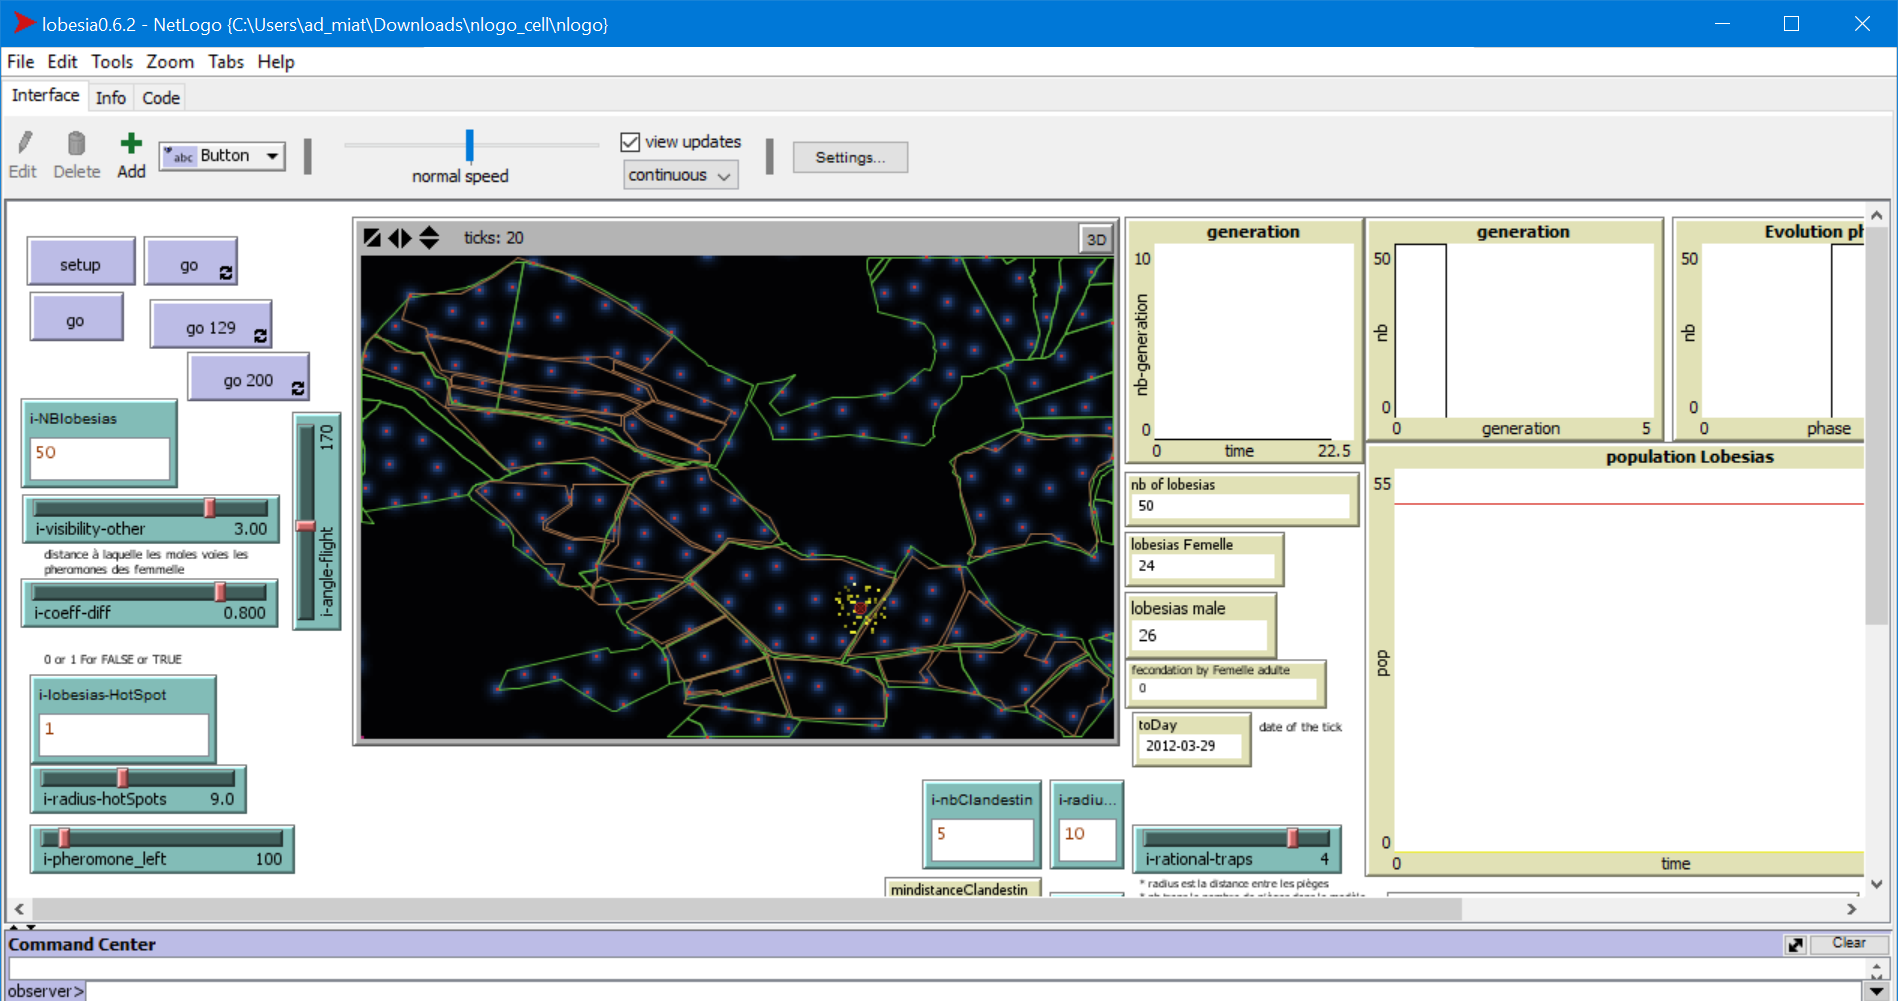 lobesia0.6.2 - NetLogo {C:\Users\ad_miat\Downloads\nlogo_cell\nlogo}
File Edit Tools Zoom Tabs Help
Interface Info Code
Edit Delete Add
abc Button
normal speed
view updates
continuous
Settings...
setup
go
go
go 129
go 200
i-NBlobesias
50
i-visibility-other 3.00
distance à laquelle les moles voies les
pheromones des femmelle
i-coeff-diff 0.800
i-angle-flight 170
0 or 1 For FALSE or TRUE
i-lobesias-HotSpot
1
i-radius-hotSpots 9.0
i-pheromone_left 100
ticks: 20
3D
generation
10
nb-generation
0
0 time 22.5
generation
50
nb
0
0 generation 5
Evolution ph
50
nb
0
0 phase
nb of lobesias
50
lobesias Femelle
24
lobesias male
26
fecondation by Femelle adulte
0
toDay
2012-03-29
date of the tick
population Lobesias
55
pop
0
0 time
i-nbClandestin
5
i-radiu...
10
i-rational-traps 4
* radius est la distance entre les pièges
mindistanceClandestin
Command Center
Clear
observer>